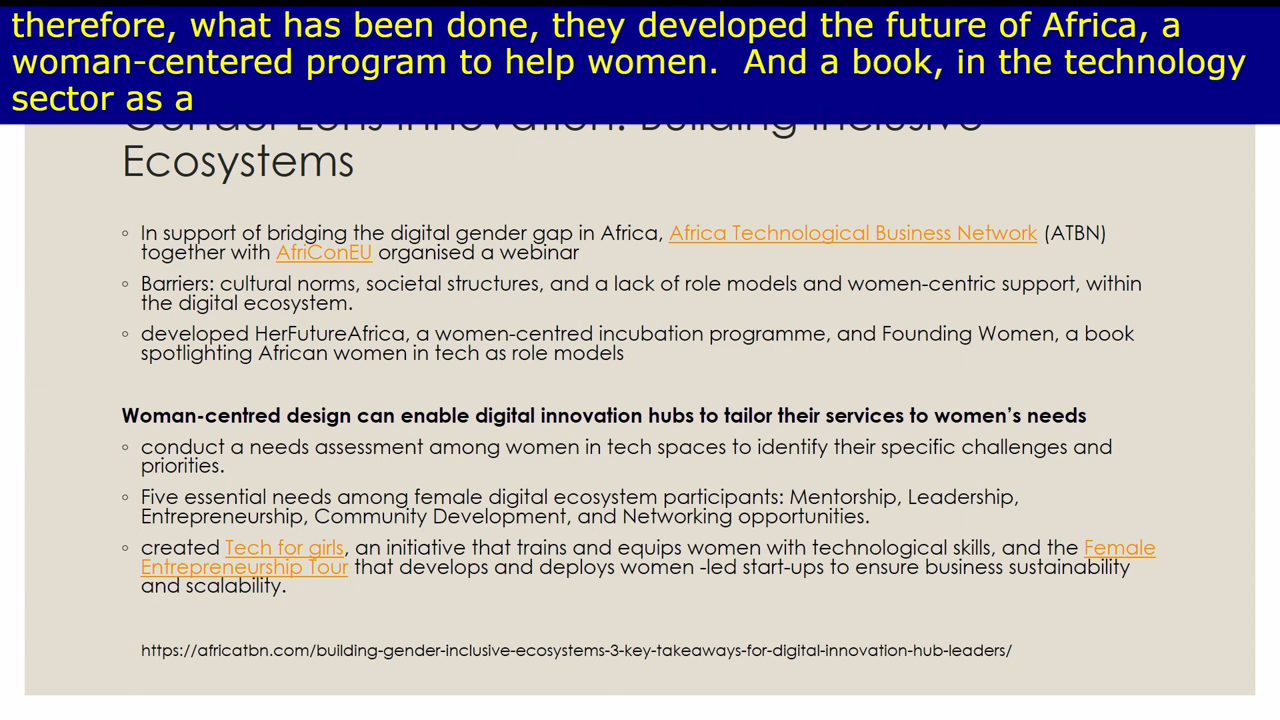 therefore, what has been done, they developed the future of Africa, a
woman-centered program to help women.  And a book, in the technology
sector as a
Gender Lens Innovation: Building Inclusive
Ecosystems
◦ In support of bridging the digital gender gap in Africa, Africa Technological Business Network (ATBN)
together with AfriConEU organised a webinar
◦ Barriers: cultural norms, societal structures, and a lack of role models and women-centric support, within
the digital ecosystem.
◦ developed HerFutureAfrica, a women-centred incubation programme, and Founding Women, a book
spotlighting African women in tech as role models
Woman-centred design can enable digital innovation hubs to tailor their services to women’s needs
◦ conduct a needs assessment among women in tech spaces to identify their specific challenges and
priorities.
◦ Five essential needs among female digital ecosystem participants: Mentorship, Leadership,
Entrepreneurship, Community Development, and Networking opportunities.
◦ created Tech for girls, an initiative that trains and equips women with technological skills, and the Female
Entrepreneurship Tour that develops and deploys women -led start-ups to ensure business sustainability
and scalability.
https://africatbn.com/building-gender-inclusive-ecosystems-3-key-takeaways-for-digital-innovation-hub-leaders/